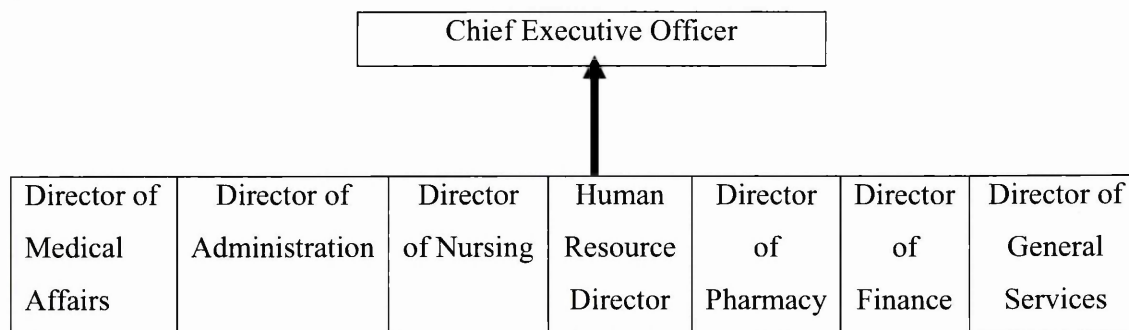 Chief Executive Officer
Director of
Medical
Affairs
Director of
Administration
Director
of Nursing
Human
Resource
Director
Director
of
Pharmacy
Director
of
Finance
Director of
General
Services